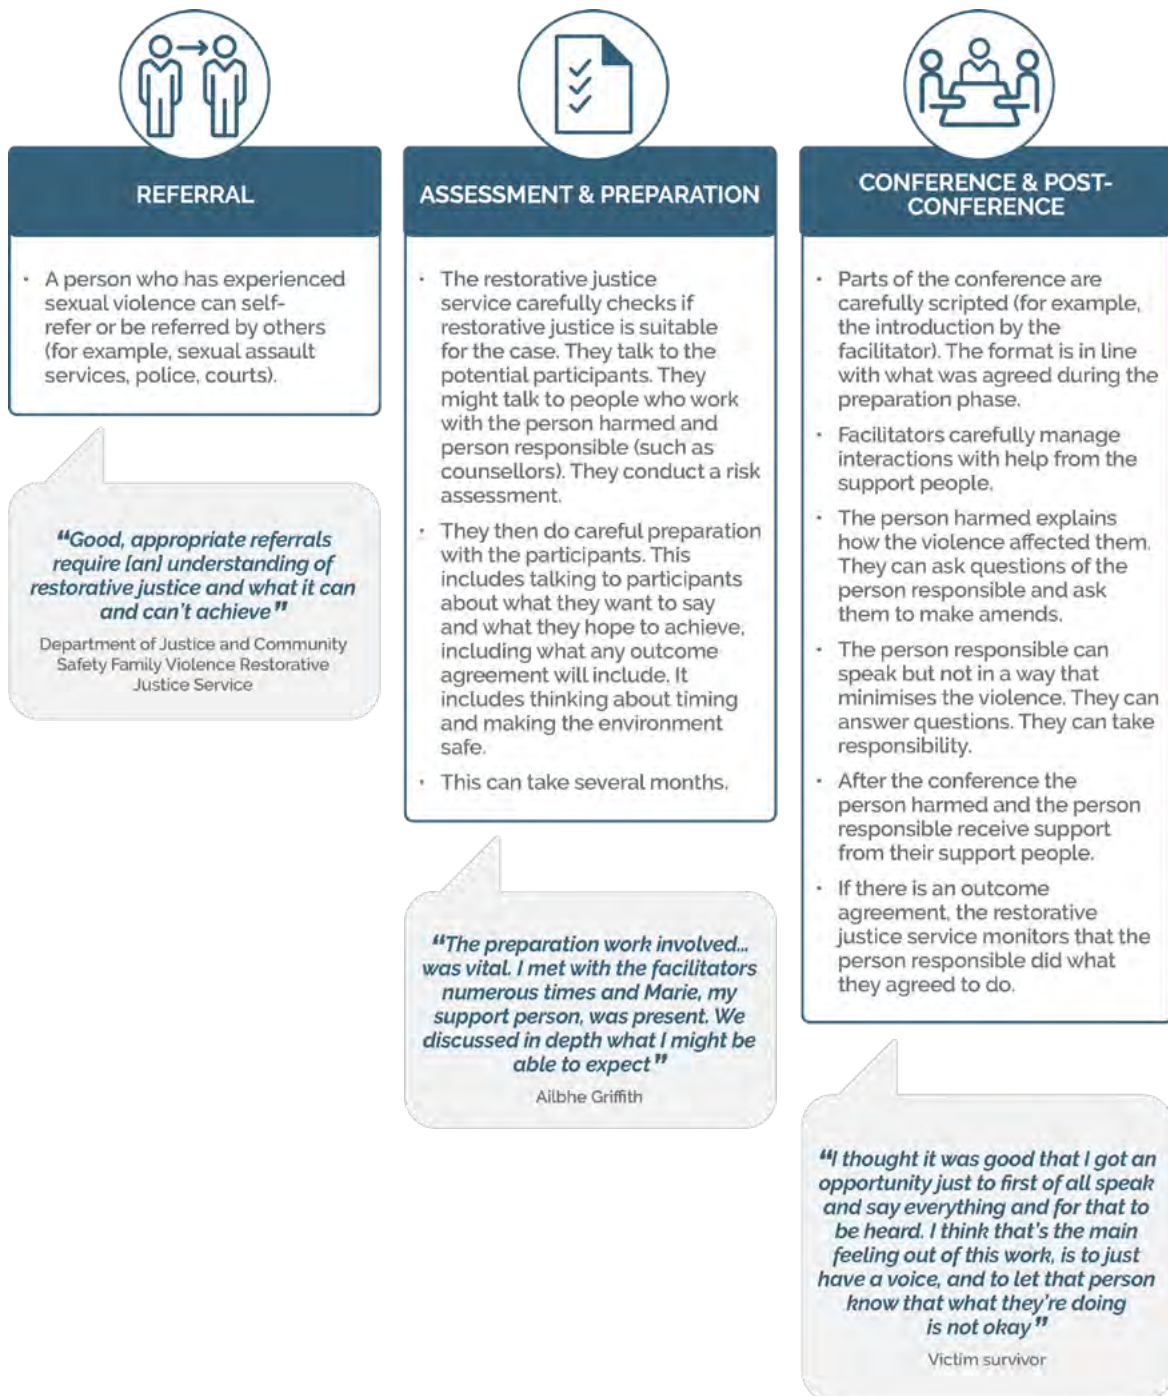 REFERRAL
• A person who has experienced
sexual violence can self-
refer or be referred by others
(for example, sexual assault
services, police, courts).
“Good, appropriate referrals
require [an] understanding of
restorative justice and what it can
and can’t achieve”
Department of Justice and Community
Safety Family Violence Restorative
Justice Service
ASSESSMENT & PREPARATION
• The restorative justice
service carefully checks if
restorative justice is suitable
for the case. They talk to the
potential participants. They
might talk to people who work
with the person harmed and
person responsible (such as
counsellors). They conduct a risk
assessment.
• They then do careful preparation
with the participants. This
includes talking to participants
about what they want to say
and what they hope to achieve,
including what any outcome
agreement will include. It
includes thinking about timing
and making the environment
safe.
• This can take several months.
“The preparation work involved...
was vital. I met with the facilitators
numerous times and Marie, my
support person, was present. We
discussed in depth what I might be
able to expect”
Ailbhe Griffith
CONFERENCE & POST-
CONFERENCE
• Parts of the conference are
carefully scripted (for example,
the introduction by the
facilitator). The format is in line
with what was agreed during the
preparation phase.
• Facilitators carefully manage
interactions with help from the
support people.
• The person harmed explains
how the violence affected them.
They can ask questions of the
person responsible and ask
them to make amends.
• The person responsible can
speak but not in a way that
minimises the violence. They can
answer questions. They can take
responsibility.
• After the conference the
person harmed and the person
responsible receive support
from their support people.
• If there is an outcome
agreement, the restorative
justice service monitors that the
person responsible did what
they agreed to do.
“I thought it was good that I got an
opportunity just to first of all speak
and say everything and for that to
be heard. I think that’s the main
feeling out of this work, is to just
have a voice, and to let that person
know that what they’re doing
is not okay”
Victim survivor